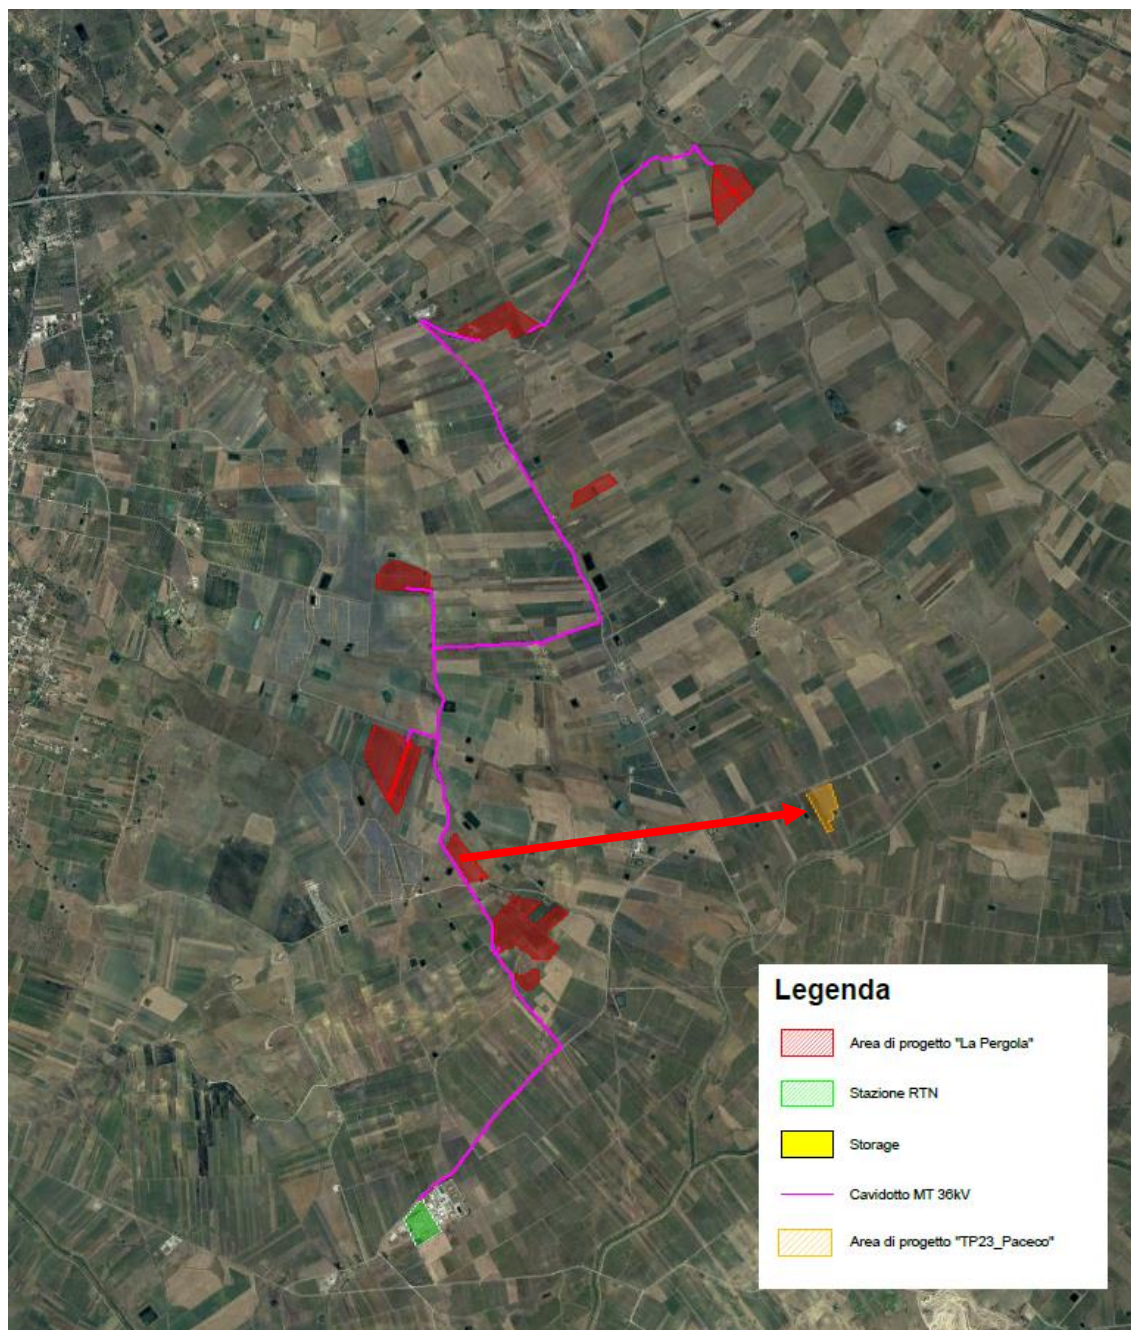 Legenda
Area di progetto "La Pergola"
Stazione RTN
Storage
Cavidotto MT 36kV
Area di progetto "TP23_Paceco"